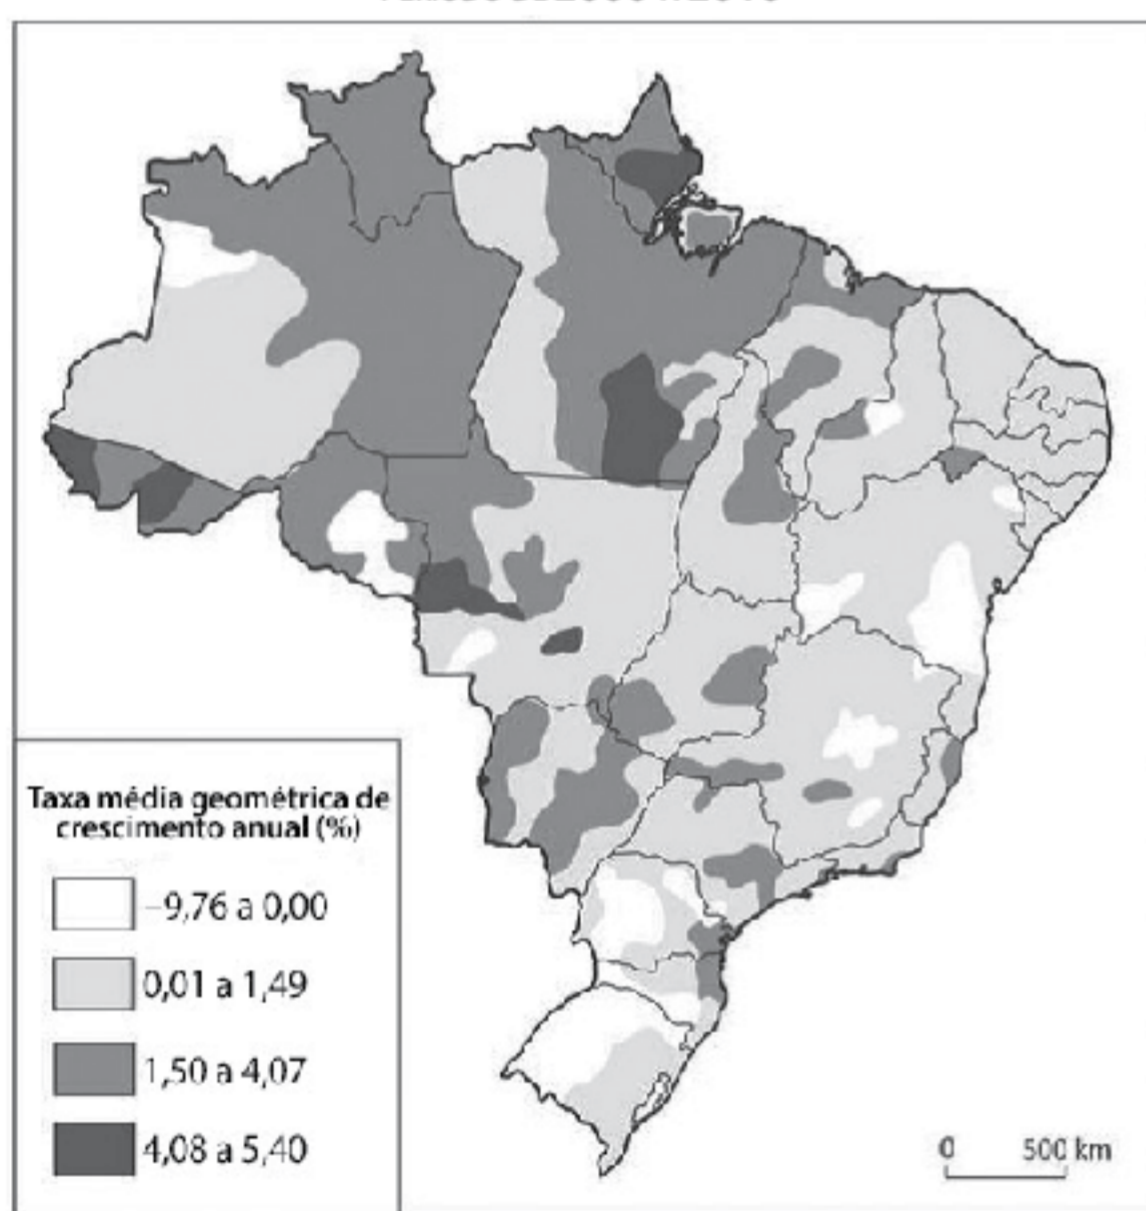 Taxa média geométrica de
crescimento anual (%)
–9,76 a 0,00
0,01 a 1,49
1,50 a 4,07
4,08 a 5,40
0 500 km